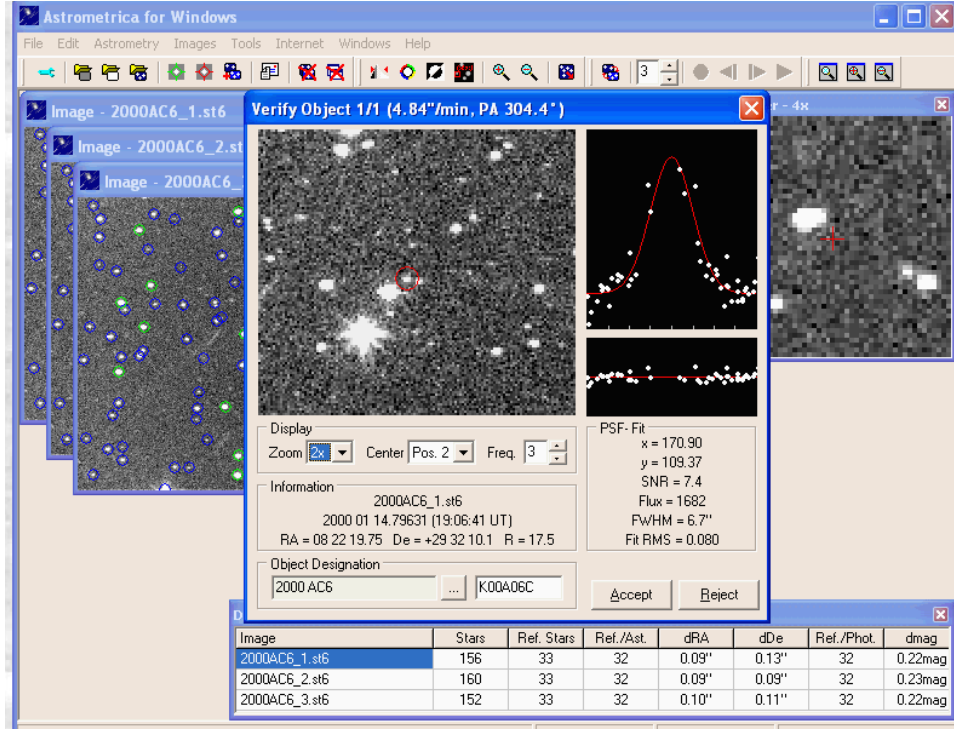 Astrometrica for Windows
File Edit Astrometry Images Tools Internet Windows Help
3
Image - 2000AC6_1.st6
Image - 2000AC6_2.st
Image - 2000AC6_
r - 4x
Verify Object 1/1 (4.84"/min, PA 304.4°)
Display
Zoom 2x Center Pos. 2 Freq. 3
Information
2000AC6_1.st6
2000 01 14.79631 (19:06:41 UT)
RA = 08 22 19.75 De = +29 32 10.1 R = 17.5
Object Designation
2000 AC6 ... K00A06C
PSF- Fit
x = 170.90
y = 109.37
SNR = 7.4
Flux = 1682
FWHM = 6.7''
Fit RMS = 0.080
Accept Reject
D
Image Stars Ref. Stars Ref./Ast. dRA dDe Ref./Phot. dmag
2000AC6_1.st6 156 33 32 0.09'' 0.13'' 32 0.22mag
2000AC6_2.st6 160 33 32 0.09'' 0.09'' 32 0.23mag
2000AC6_3.st6 152 33 32 0.10'' 0.11'' 32 0.22mag